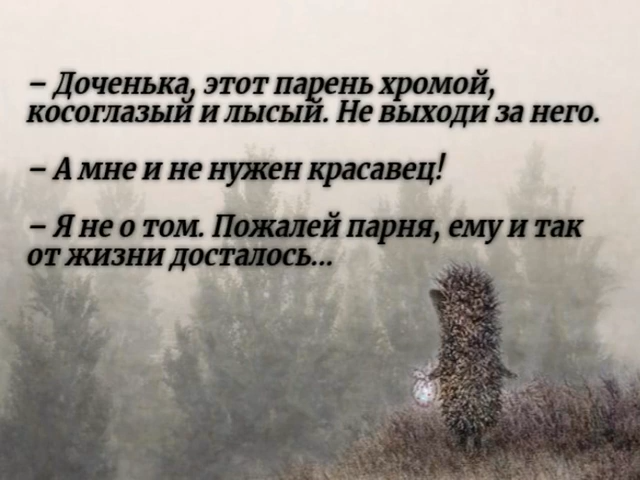 – Доченька, этот парень хромой,
косоглазый и лысый. Не выходи за него.
– А мне и не нужен красавец!
– Я не о том. Пожалей парня, ему и так
от жизни досталось...